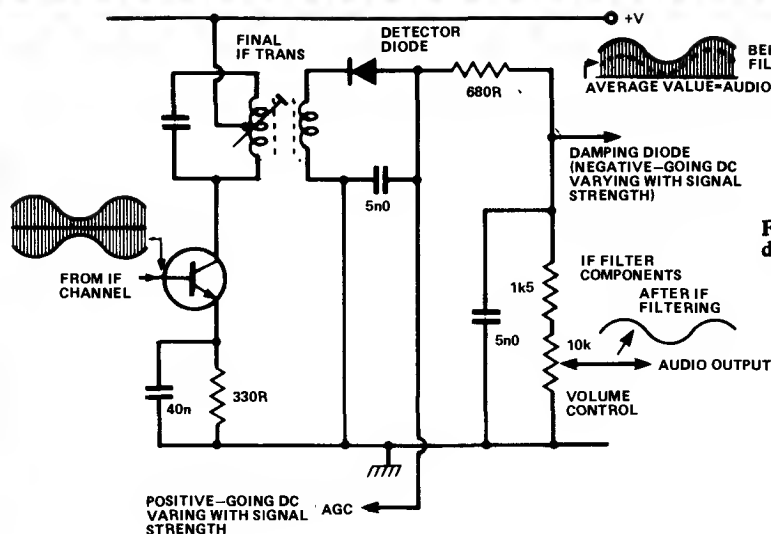 +V
FINAL
IF TRANS
DETECTOR
DIODE
680R
BEI
FIL
AVERAGE VALUE=AUDIO
DAMPING DIODE
(NEGATIVE-GOING DC
VARYING WITH SIGNAL
STRENGTH)
5n0
F
d
FROM IF
CHANNEL
IF FILTER
COMPONENTS
1k5
AFTER IF
FILTERING
5n0
10k
AUDIO OUTPUT
VOLUME
CONTROL
40n
330R
POSITIVE-GOING DC
VARING WITH SIGNAL
STRENGTH
AGC